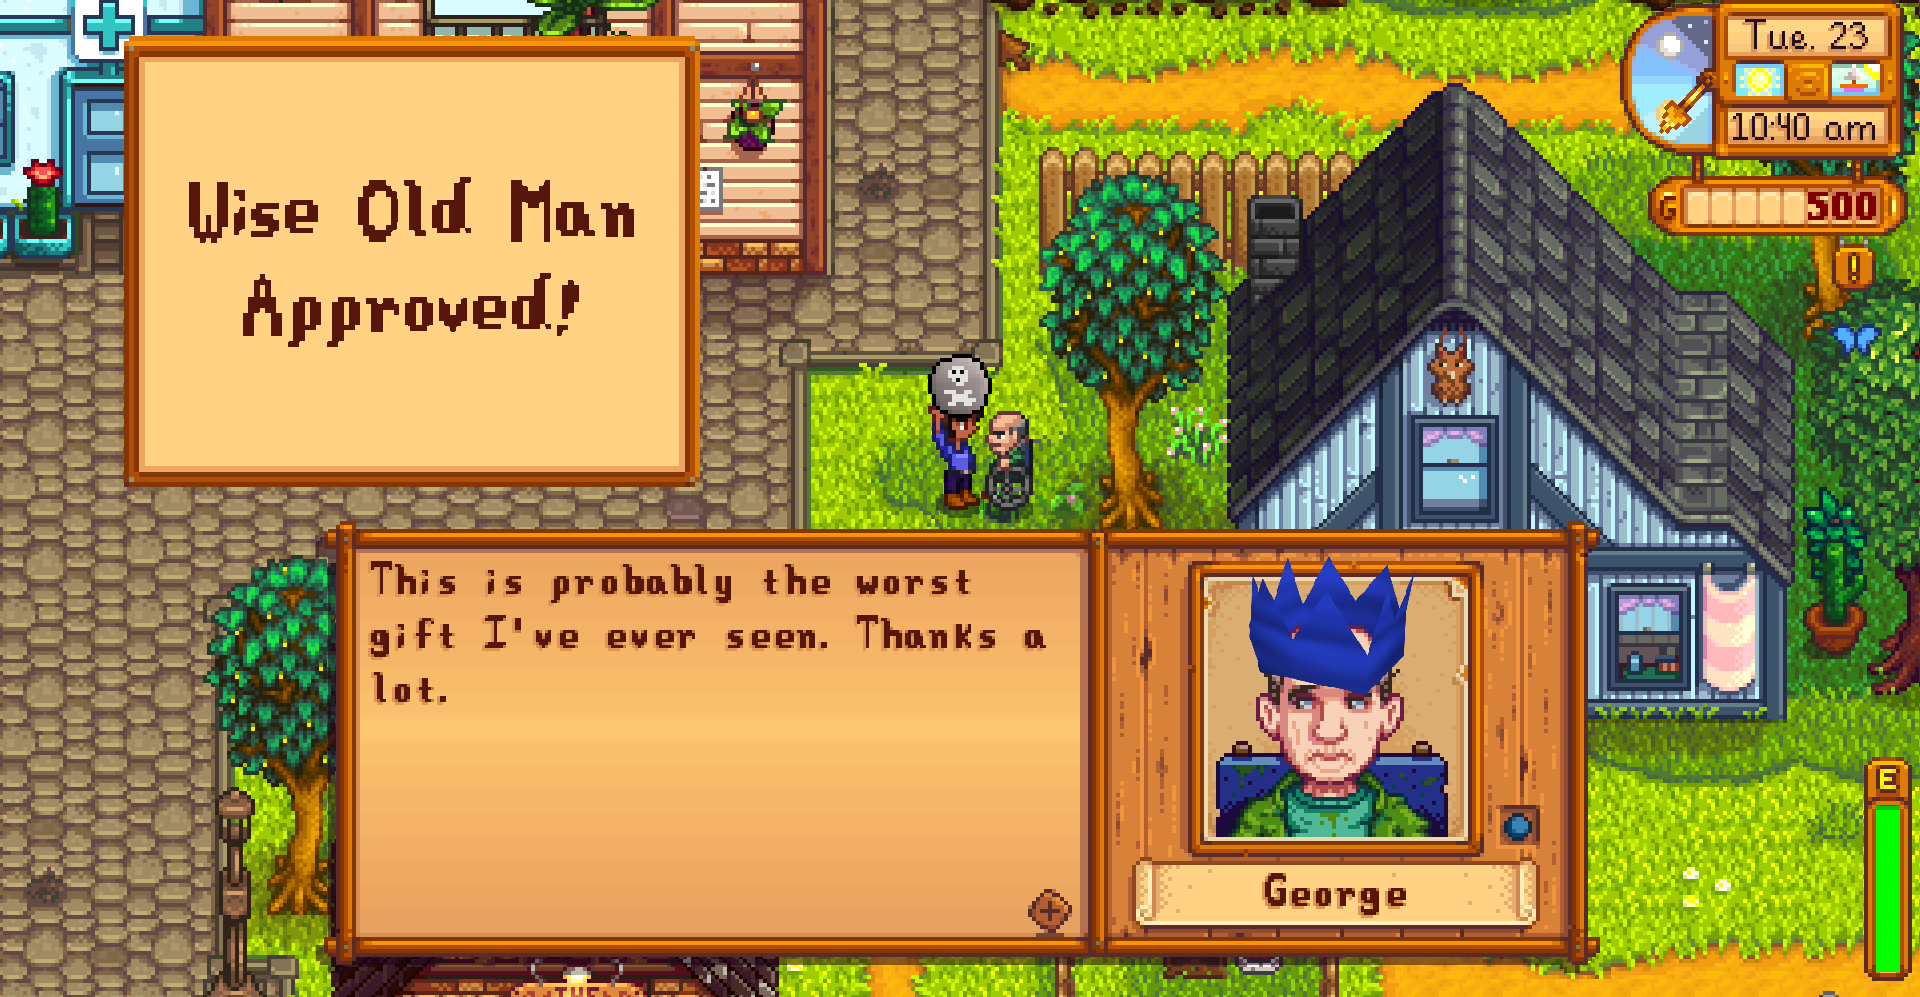 Wise Old Man
Approved!
Tue. 23
10:40 am
G 500
!
This is probably the worst
gift I've ever seen. Thanks a
lot.
George
E